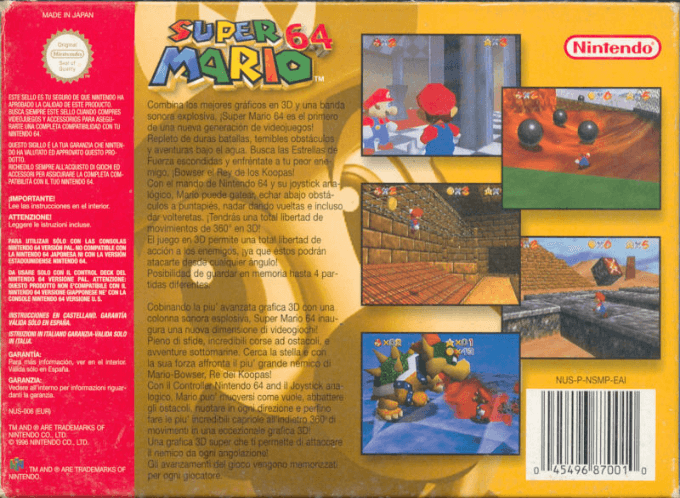 MADE IN JAPAN
Original
Nintendo
Seal of
Quality
ESTE SELLO ES TU SEGURO DE QUE NINTENDO HA
APROBADO LA CALIDAD DE ESTE PRODUCTO.
BUSCA SIEMPRE ESTE SELLO CUANDO COMPRES
VIDEOJUEGOS Y ACCESSORIOS PARA ASEGU-
RARTE UNA COMPLETA COMPATIBILIDAD CON TU
NINTENDO 64.
QUESTO SIGILLO È LA TUA GARANZIA CHE NINTEN-
DO HA VALUTATO ED APPROVATO QUESTO PRO-
DOTTO.
RICHIEDILO SEMPRE ALL'ACQUISTO DI GIOCHI ED
ACCESSORI PER ASSICURARE LA COMPLETA COM-
PATIBILITÀ CON IL TUO NINTENDO 64.
¡IMPORTANTE!
Lee las instrucciones en el interior.
ATTENZIONE!
Leggere le istruzioni incluse.
PARA UTILIZAR SÓLO CON LAS CONSOLAS
NINTENDO 64 VERSIÓN PAL. NO COMPATIBLE CON
LA NINTENDO 64 JAPONESA NI CON LA VERSIÓN
ESTADOUNIDENSE NINTENDO 64.
DA USARE SOLO CON IL CONTROL DECK DEL
NINTENDO 64 VERSIONE PAL. ATTENZIONE:
QUESTO PRODOTTO NON E'COMPATIBILE CON IL
NINTENDO 64 VERSIONE GIAPPONESE NE' CON LA
CONSOLE NINTENDO 64 VERSIONE U. S.
INSTRUCCIONES EN CASTELLANO. GARANTÍA
VÁLIDA SÓLO EN ESPAÑA.
ISTRUZIONI IN ITALIANO GARANZIA-VALIDA SOLO
IN ITALIA.
GARANTÍA:
Para más información, ver en el interior.
Válida sólo en España.
GARANZIA:
Vedere all'interno per informazioni riguar-
danti la garanzia.
NUS-006 (EUR)
TM AND ® ARE TRADEMARKS OF
NINTENDO CO., LTD.
© 1996 NINTENDO CO., LTD.
TM AND ® ARE TRADEMARKS OF
NINTENDO.
SUPER
MARIO 64 TM
Combina los mejores gráficos en 3D y una banda
sonora explosiva, ¡Super Mario 64 es el primero
de una nueva generación de videojuegos!
Repleto de duras batallas, temibles obstáculos
y aventuras bajo el agua. Busca las Estrellas de
Fuerza escondidas y enfréntate a tu peor ene-
migo, ¡Bowser el Rey de los Koopas!
Con el mando de Nintendo 64 y su joystick ana-
lógico, Mario puede gatear, echar abajo obstá-
culos a puntapiés, nadar dando vueltas e incluso
dar volteretas. ¡Tendrás una total libertad de
movimientos de 360° en 3D!
El juego en 3D permite una total libertad de
acción a los enemigos, ¡ya que éstos podrán
atacarte desde cualquier ángulo!
Posibilidad de guardar en memoria hasta 4 par-
tidas diferentes.
Cobinando la piu' avanzata grafica 3D con una
colonna sonora esplosiva, Super Mario 64 inau-
gura una nuova dimensione di videogiochi!
Pieno di sfide, incredibili corse ad ostacoli, e
avventure sottomarine. Cerca la stella e con
la sua forza affronta il piu' grande nemico di
Mario-Bowser, Re dei Koopas!
Con il Controller Nintendo 64 and il Joystick ana-
logico, Mario puo' muoversi come vuole, abbattere
gli ostacoli, nuotare in ogni direzione e perfino
fare le piu' incredibili capriole all'indietro 360° di
movimenti in una eccezionale grafica 3D!
Una grafica 3D super che ti permette di attaccare
il nemico da ogni angolazione!
Gli avanzamenti del gioco vengono memorizzati
per ogni giocatore.
Nintendo®
NUS-P-NSMP-EAI
0 45496 87001 0